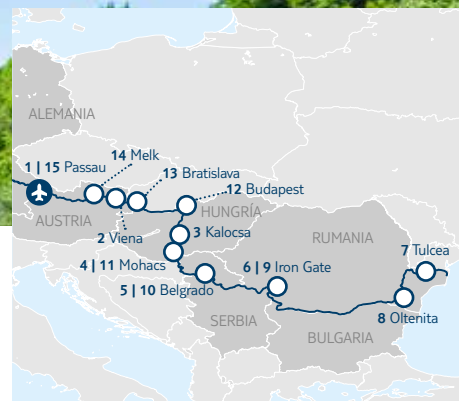 ALEMANIA
14 Melk
1 | 15 Passau
13 Bratislava
12 Budapest
HUNGRÍA
AUSTRIA
2 Viena
3 Kalocsa
RUMANIA
7 Tulcea
4 | 11 Mohacs
6 | 9 Iron Gate
5 | 10 Belgrado
8 Oltenita
SERBIA
BULGARIA